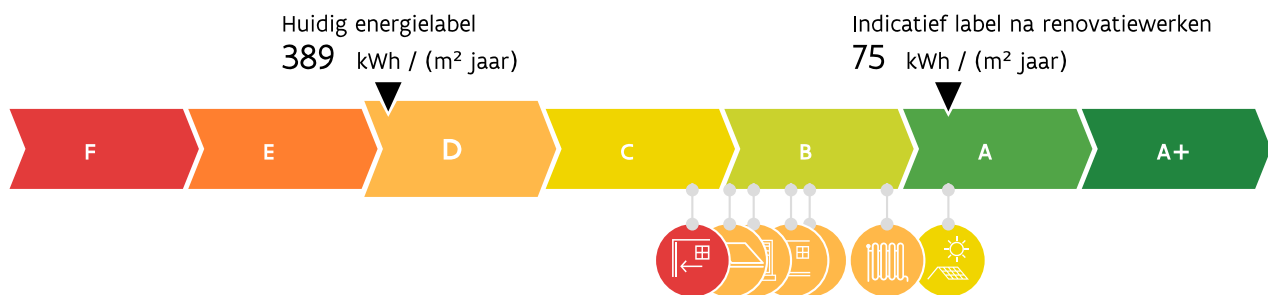 Huidig energielabel
389 kWh / (m² jaar)
Indicatief label na renovatiewerken
75 kWh / (m² jaar)
F E D C B A A+